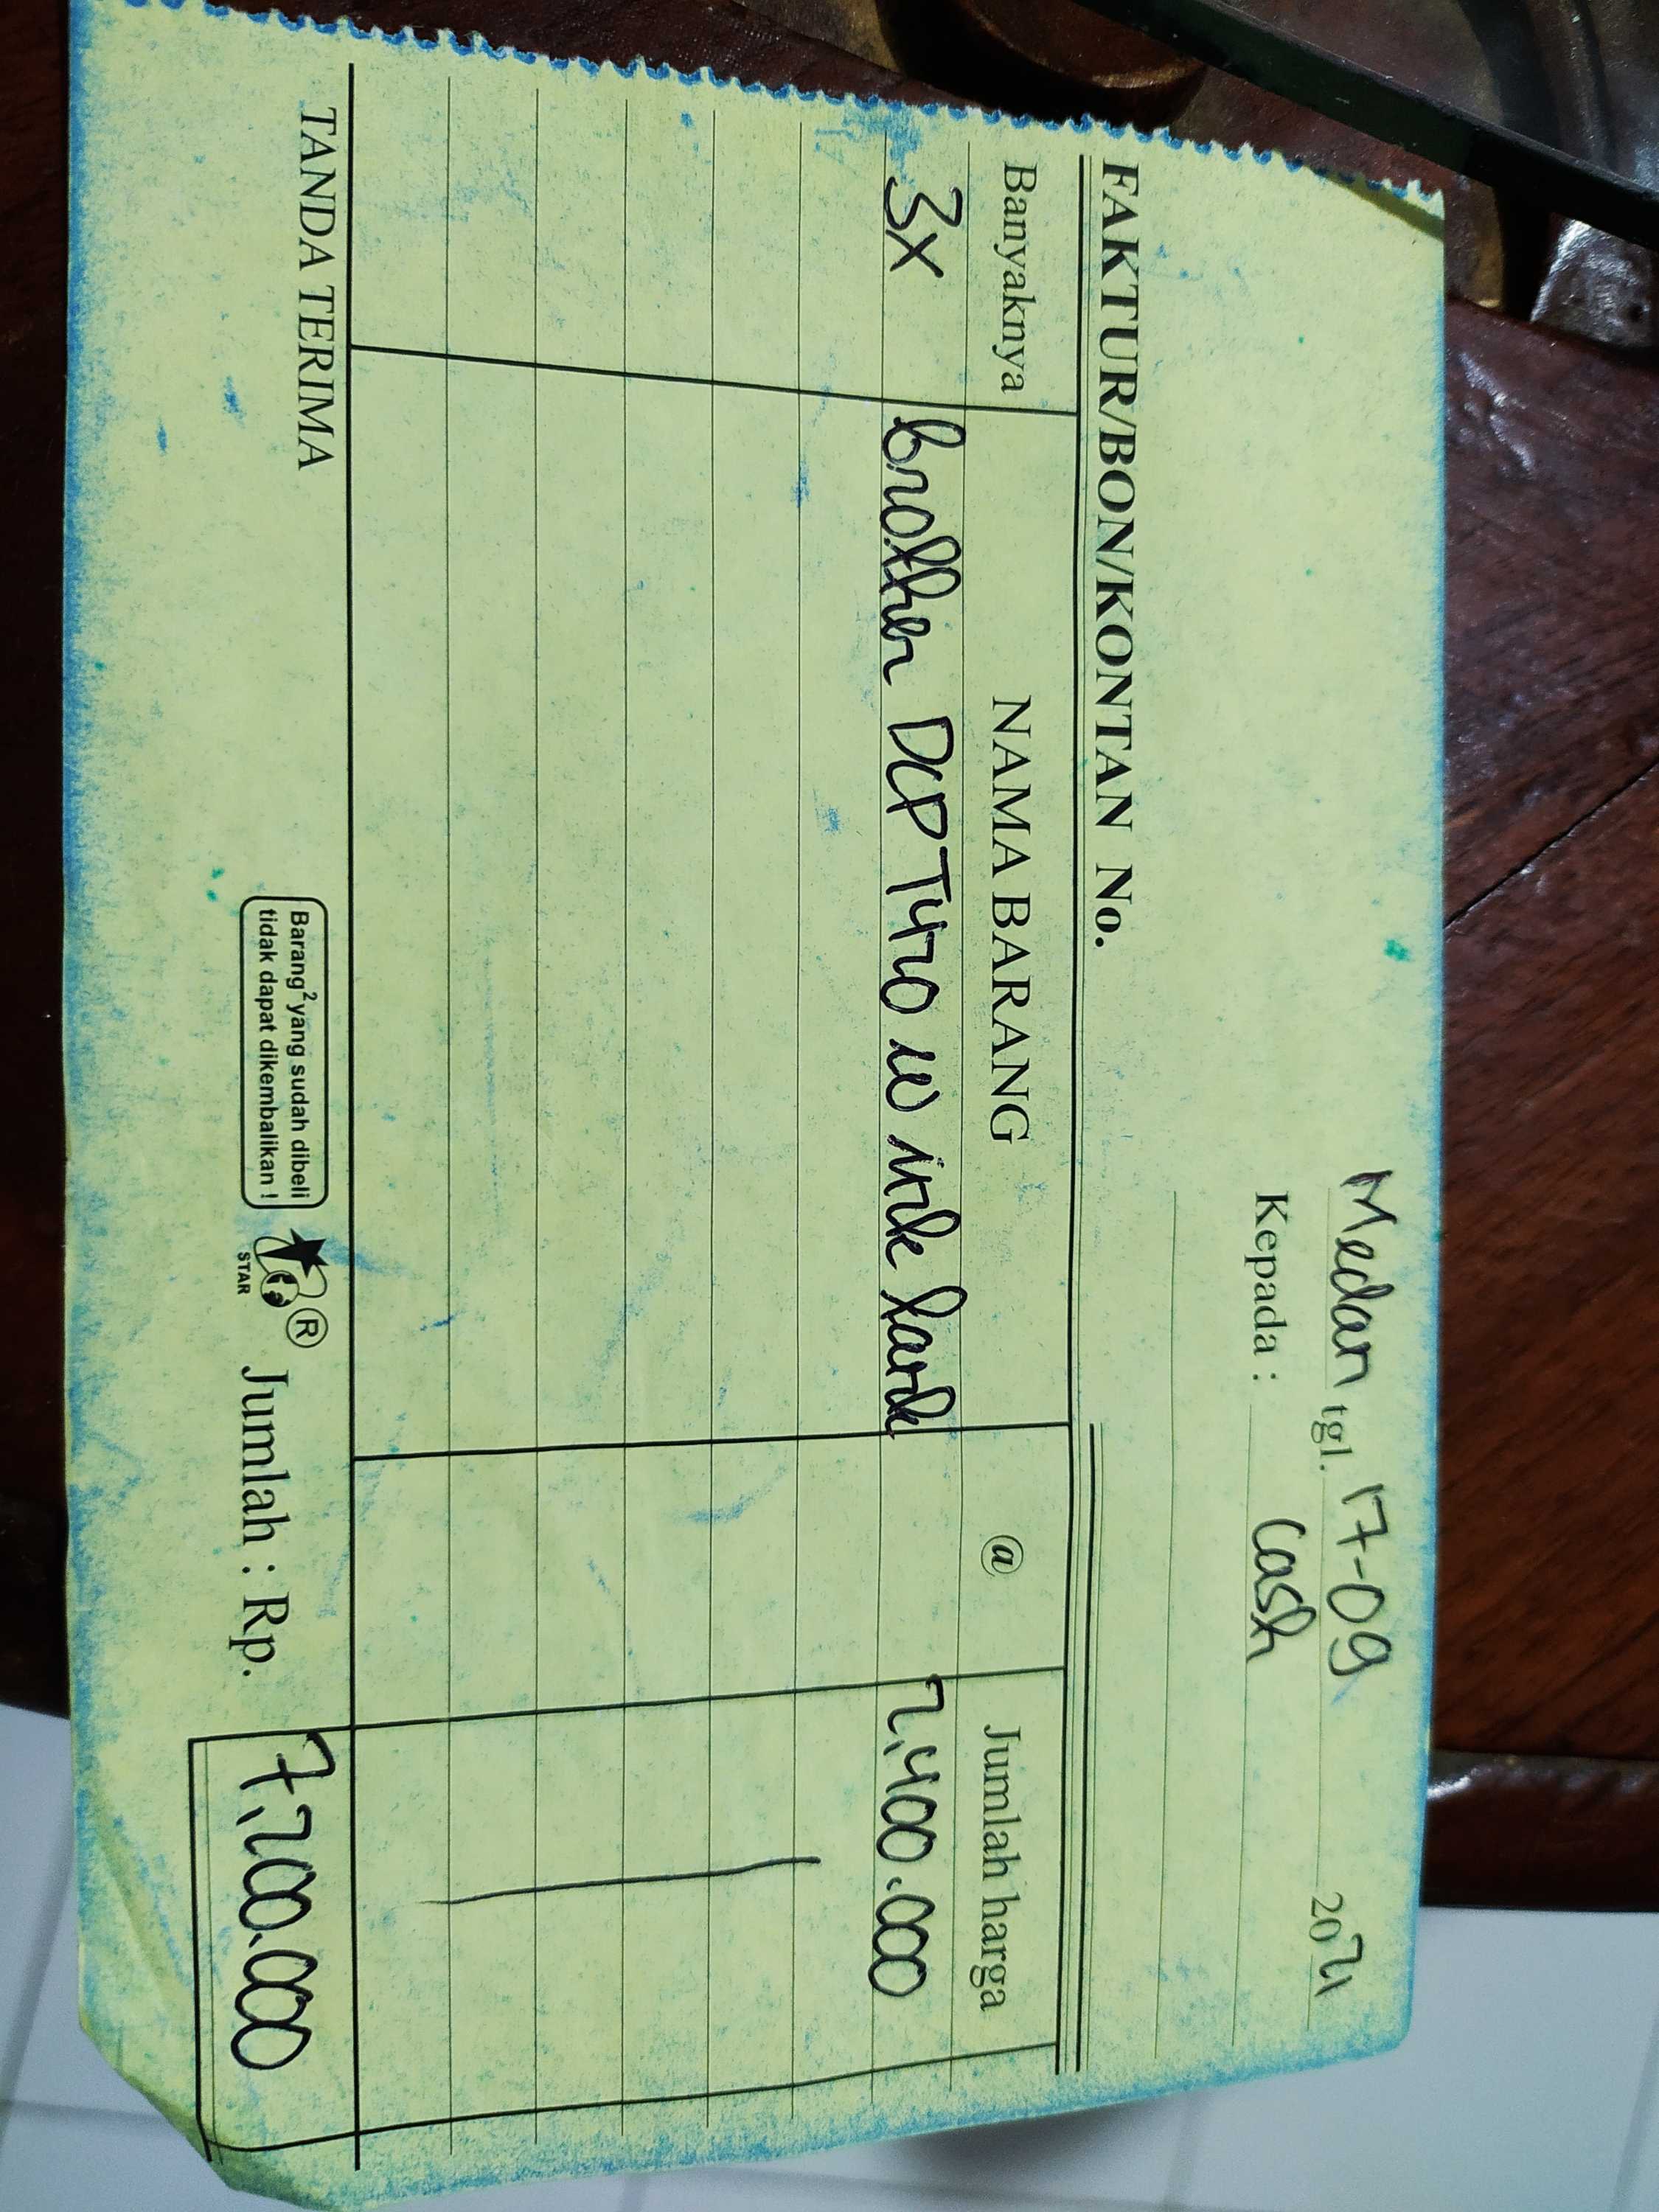 Medan tgl. 17-09 2021
Kepada : Cash
FAKTUR/BON/KONTAN No.
Banyaknya NAMA BARANG @ Jumlah harga
3x brother DCP T420 W ink tank 2,400.000
TANDA TERIMA
Barang² yang sudah dibeli
tidak dapat dikembalikan !
STAR
®
Jumlah : Rp. 7,200.000